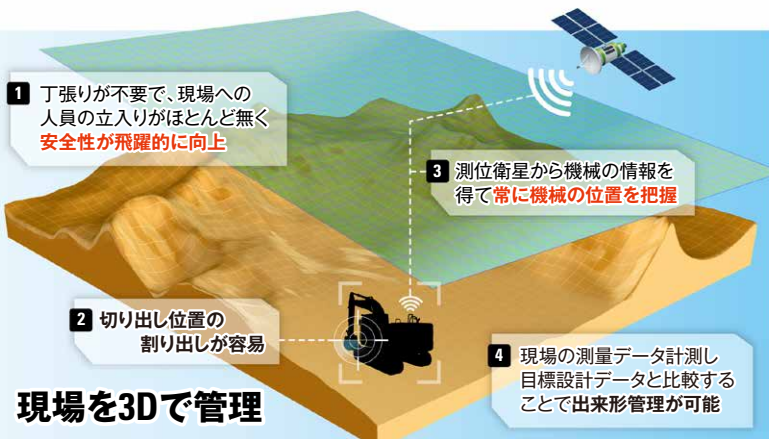 1 丁張りが不要で、現場への
人員の立入りがほとんど無く
安全性が飛躍的に向上
3 測位衛星から機械の情報を
得て常に機械の位置を把握
2 切り出し位置の
割り出しが容易
4 現場の測量データ計測し
目標設計データと比較する
ことで出来形管理が可能
現場を3Dで管理